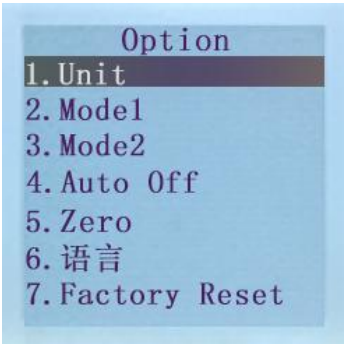 Option
1.Unit
2.Mode1
3.Mode2
4.Auto Off
5.Zero
6.语言
7.Factory Reset